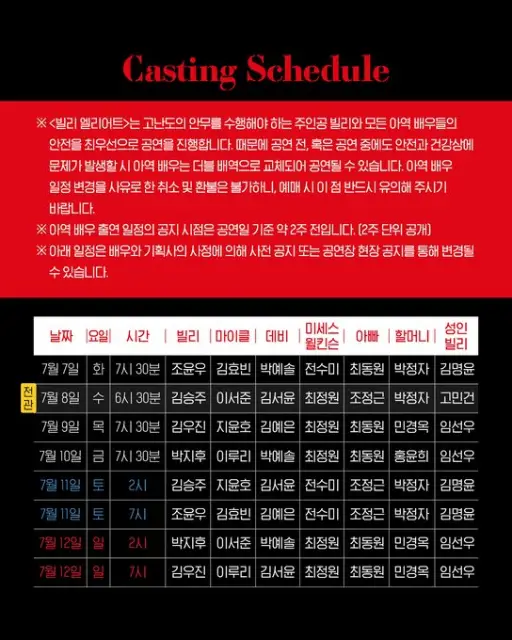 Casting Schedule
※ <빌리 엘리어트>는 고난도의 안무를 수행해야 하는 주인공 빌리와 모든 아역 배우들의
안전을 최우선으로 공연을 진행합니다. 때문에 공연 전, 혹은 공연 중에도 안전과 건강상에
문제가 발생할 시 아역 배우는 더블 배역으로 교체되어 공연될 수 있습니다. 아역 배우
일정 변경을 사유로 한 취소 및 환불은 불가하니, 예매 시 이 점 반드시 유의해 주시기
바랍니다.
※ 아역 배우 출연 일정의 공지 시점은 공연일 기준 약 2주 전입니다. (2주 단위 공개)
※ 아래 일정은 배우와 기획사의 사정에 의해 사전 공지 또는 공연장 현장 공지를 통해 변경될
수 있습니다.
날짜 요일 시간 빌리 마이클 데비 미세스 윌킨슨 아빠 할머니 성인 빌리
7월 7일 화 7시 30분 조윤우 김효빈 박예솔 전수미 최동원 박정자 김명윤
전관 7월 8일 수 6시 30분 김승주 이서준 김서윤 최정원 조정근 박정자 고민건
7월 9일 목 7시 30분 김우진 지윤호 김예은 최정원 최동원 민경옥 임선우
7월 10일 금 7시 30분 박지후 이루리 박예솔 최정원 최동원 홍윤희 임선우
7월 11일 토 2시 김승주 지윤호 김서윤 전수미 조정근 박정자 김명윤
7월 11일 토 7시 조윤우 김효빈 김예은 전수미 조정근 박정자 김명윤
7월 12일 일 2시 박지후 이서준 박예솔 최정원 최동원 민경옥 임선우
7월 12일 일 7시 김우진 이루리 김서윤 최정원 최동원 민경옥 임선우